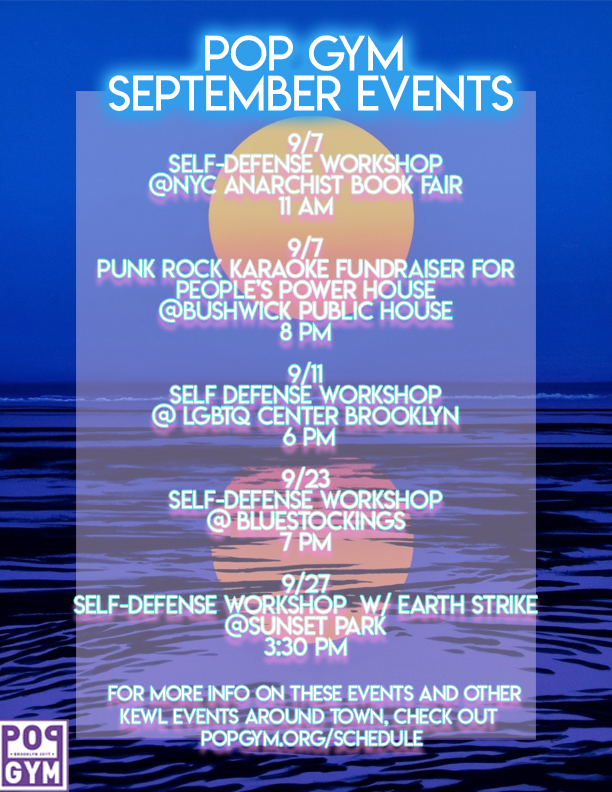 POP GYM
SEPTEMBER EVENTS
9/7
SELF-DEFENSE WORKSHOP
@NYC ANARCHIST BOOK FAIR
11 AM
9/7
PUNK ROCK KARAOKE FUNDRAISER FOR
PEOPLE'S POWER HOUSE
@BUSHWICK PUBLIC HOUSE
8 PM
9/11
SELF DEFENSE WORKSHOP
@ LGBTQ CENTER BROOKLYN
6 PM
9/23
SELF-DEFENSE WORKSHOP
@ BLUESTOCKINGS
7 PM
9/27
SELF-DEFENSE WORKSHOP W/ EARTH STRIKE
@SUNSET PARK
3:30 PM
FOR MORE INFO ON THESE EVENTS AND OTHER
KEWL EVENTS AROUND TOWN, CHECK OUT
POPGYM.ORG/SCHEDULE
POP
• BROOKLYN 2017 •
GYM